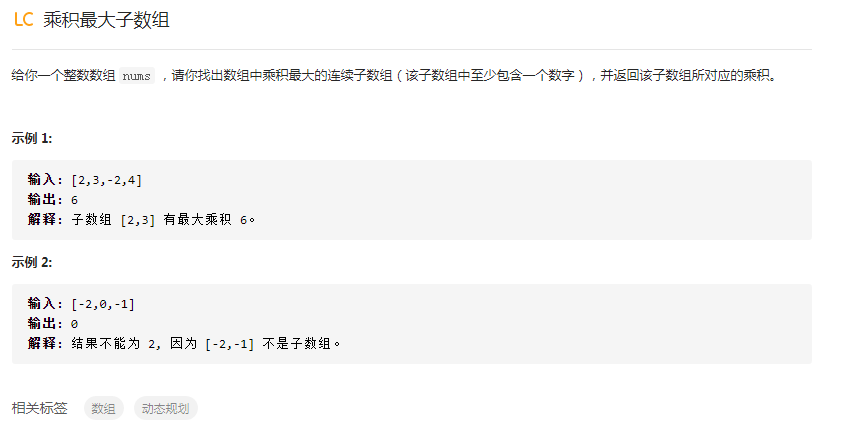 LC 乘积最大子数组
给你一个整数数组 nums ，请你找出数组中乘积最大的连续子数组（该子数组中至少包含一个数字），并返回该子数组所对应的乘积。
示例 1:
输入: [2,3,-2,4]
输出: 6
解释: 子数组 [2,3] 有最大乘积 6。
示例 2:
输入: [-2,0,-1]
输出: 0
解释: 结果不能为 2, 因为 [-2,-1] 不是子数组。
相关标签 数组 动态规划